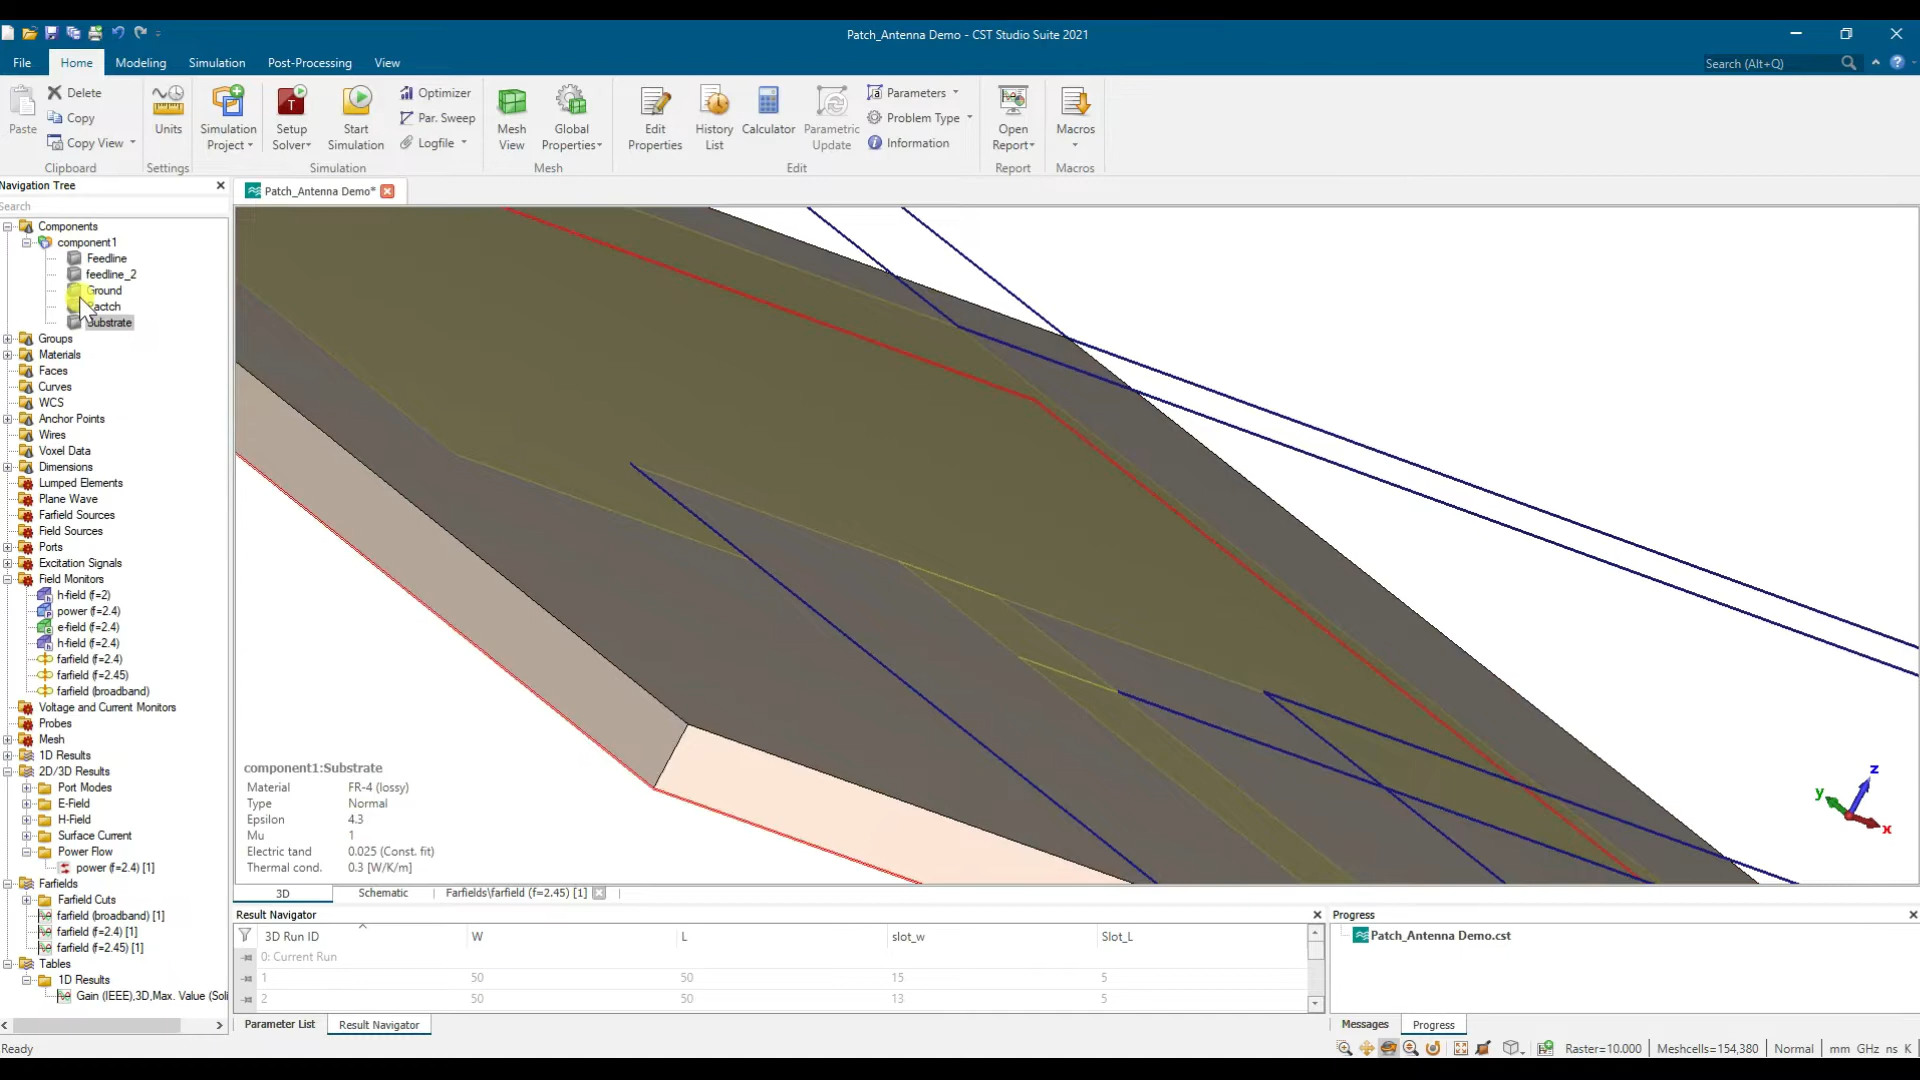 Patch_Antenna Demo - CST Studio Suite 2021
File Home Modeling Simulation Post-Processing View
Search (Alt+Q)
Paste
Delete
Copy
Copy View
Clipboard
Units
Settings
Simulation Project
Setup Solver
Start Simulation
Optimizer
Par. Sweep
Logfile
Simulation
Mesh View
Global Properties
Mesh
Edit Properties
History List
Calculator
Parametric Update
Parameters
Problem Type
Information
Edit
Open Report
Report
Macros
Macros
Navigation Tree
Search
Patch_Antenna Demo*
Components
component1
Feedline
feedline_2
Ground
actch
Substrate
Groups
Materials
Faces
Curves
WCS
Anchor Points
Wires
Voxel Data
Dimensions
Lumped Elements
Plane Wave
Farfield Sources
Field Sources
Ports
Excitation Signals
Field Monitors
h-field (f=2)
power (f=2.4)
e-field (f=2.4)
h-field (f=2.4)
farfield (f=2.4)
farfield (f=2.45)
farfield (broadband)
Voltage and Current Monitors
Probes
Mesh
1D Results
2D/3D Results
Port Modes
E-Field
H-Field
Surface Current
Power Flow
power (f=2.4) [1]
Farfields
Farfield Cuts
farfield (broadband) [1]
farfield (f=2.4) [1]
farfield (f=2.45) [1]
Tables
1D Results
Gain (IEEE),3D,Max. Value (Soli
component1:Substrate
Material FR-4 (lossy)
Type Normal
Epsilon 4.3
Mu 1
Electric tand 0.025 (Const. fit)
Thermal cond. 0.3 [W/K/m]
z
y
x
3D Schematic Farfields\farfield (f=2.45) [1]
Result Navigator
3D Run ID W L slot_w Slot_L
0: Current Run
1 50 50 15 5
2 50 50 13 5
Parameter List Result Navigator
Progress
Patch_Antenna Demo.cst
Messages Progress
Ready
Raster=10.000 Meshcells=154,380 Normal mm GHz ns K